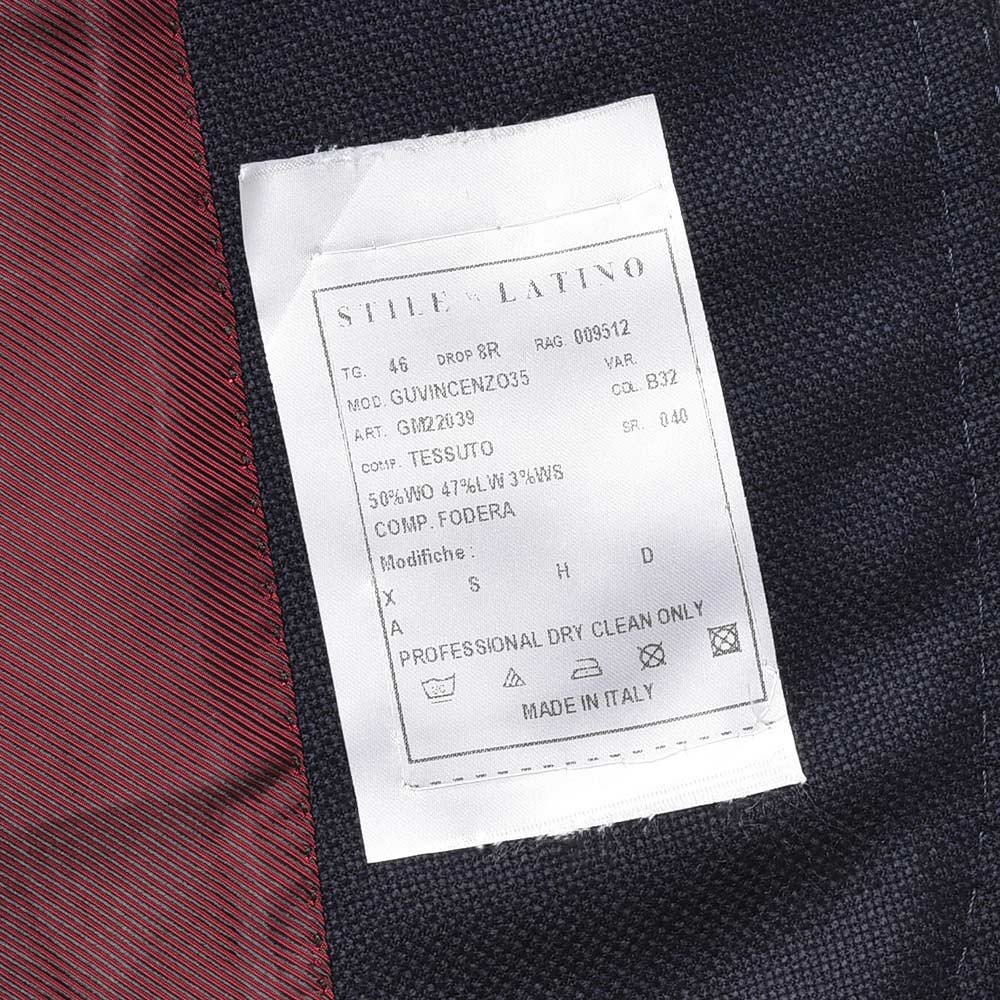 STILE LATINO
TG. 46 DROP 8R RAG 009512
MOD. GUVINCENZO35 VAR.
ART. GM22039 COL. B32
COMP. TESSUTO SR. 040
50%WO 47%LW 3%WS
COMP. FODERA
Modifiche :
X S H D
A
PROFESSIONAL DRY CLEAN ONLY
MADE IN ITALY